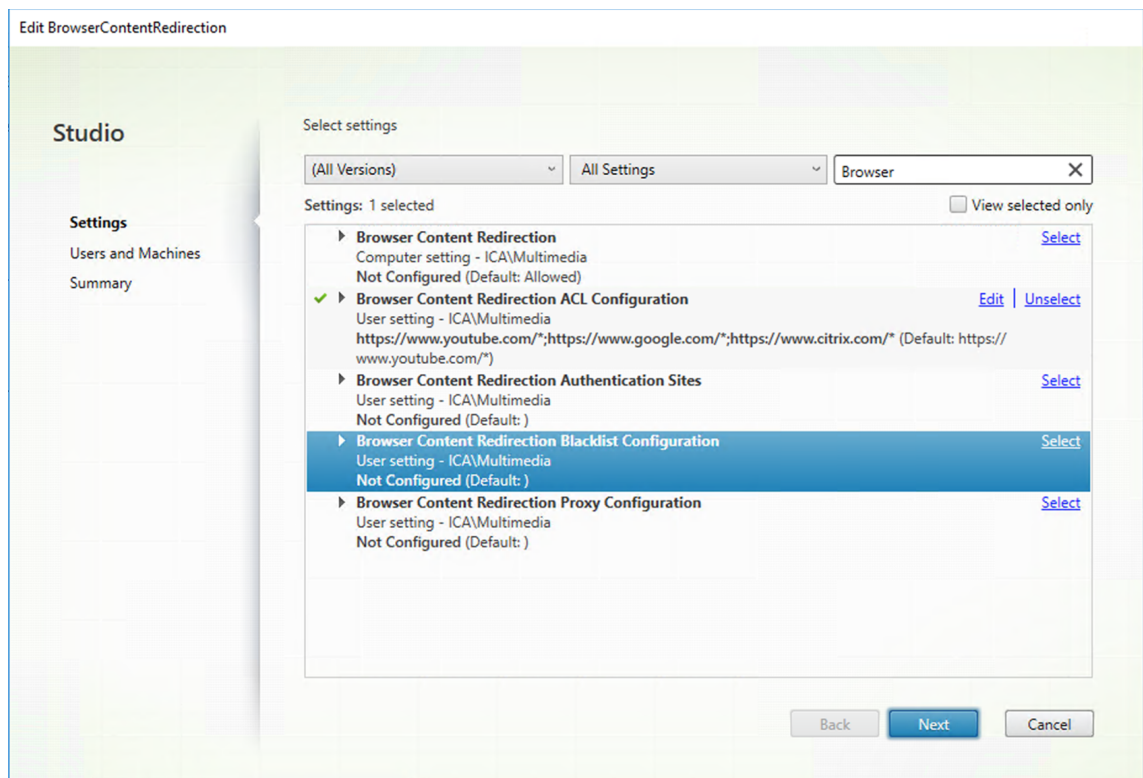 Edit BrowserContentRedirection
Studio
Settings
Users and Machines
Summary
Select settings
(All Versions)
All Settings
Browser
Settings: 1 selected
View selected only
Browser Content Redirection
Select
Computer setting - ICA\Multimedia
Not Configured (Default: Allowed)
Browser Content Redirection ACL Configuration
Edit | Unselect
User setting - ICA\Multimedia
https://www.youtube.com/*;https://www.google.com/*;https://www.citrix.com/* (Default: https://
www.youtube.com/*)
Browser Content Redirection Authentication Sites
Select
User setting - ICA\Multimedia
Not Configured (Default: )
Browser Content Redirection Blacklist Configuration
Select
User setting - ICA\Multimedia
Not Configured (Default: )
Browser Content Redirection Proxy Configuration
Select
User setting - ICA\Multimedia
Not Configured (Default: )
Back
Next
Cancel